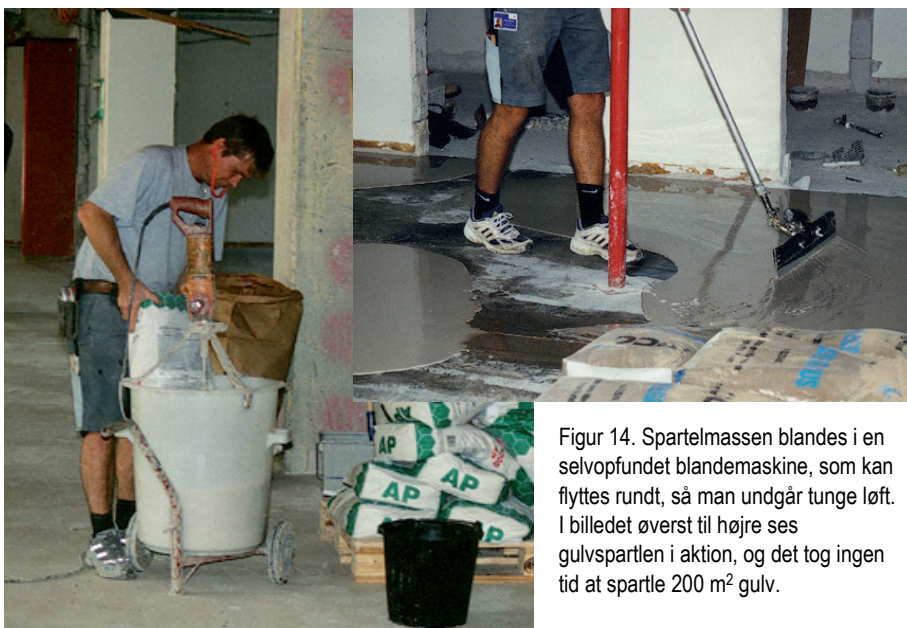 AP
AP
AP
AP
Figur 14. Spartelmassen blandes i en
selvopfundet blandemaskine, som kan
flyttes rundt, så man undgår tunge løft.
I billedet øverst til højre ses
gulvspartlen i aktion, og det tog ingen
tid at spartle 200 m² gulv.